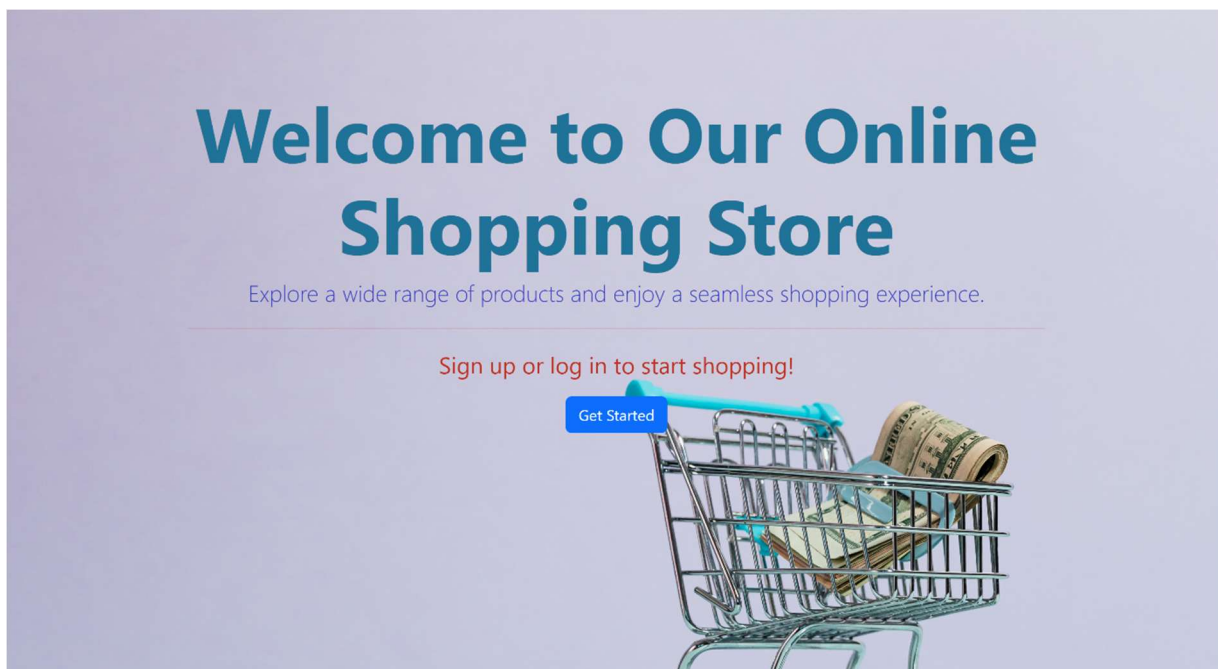 Welcome to Our Online
Shopping Store
Explore a wide range of products and enjoy a seamless shopping experience.
Sign up or log in to start shopping!
Get Started